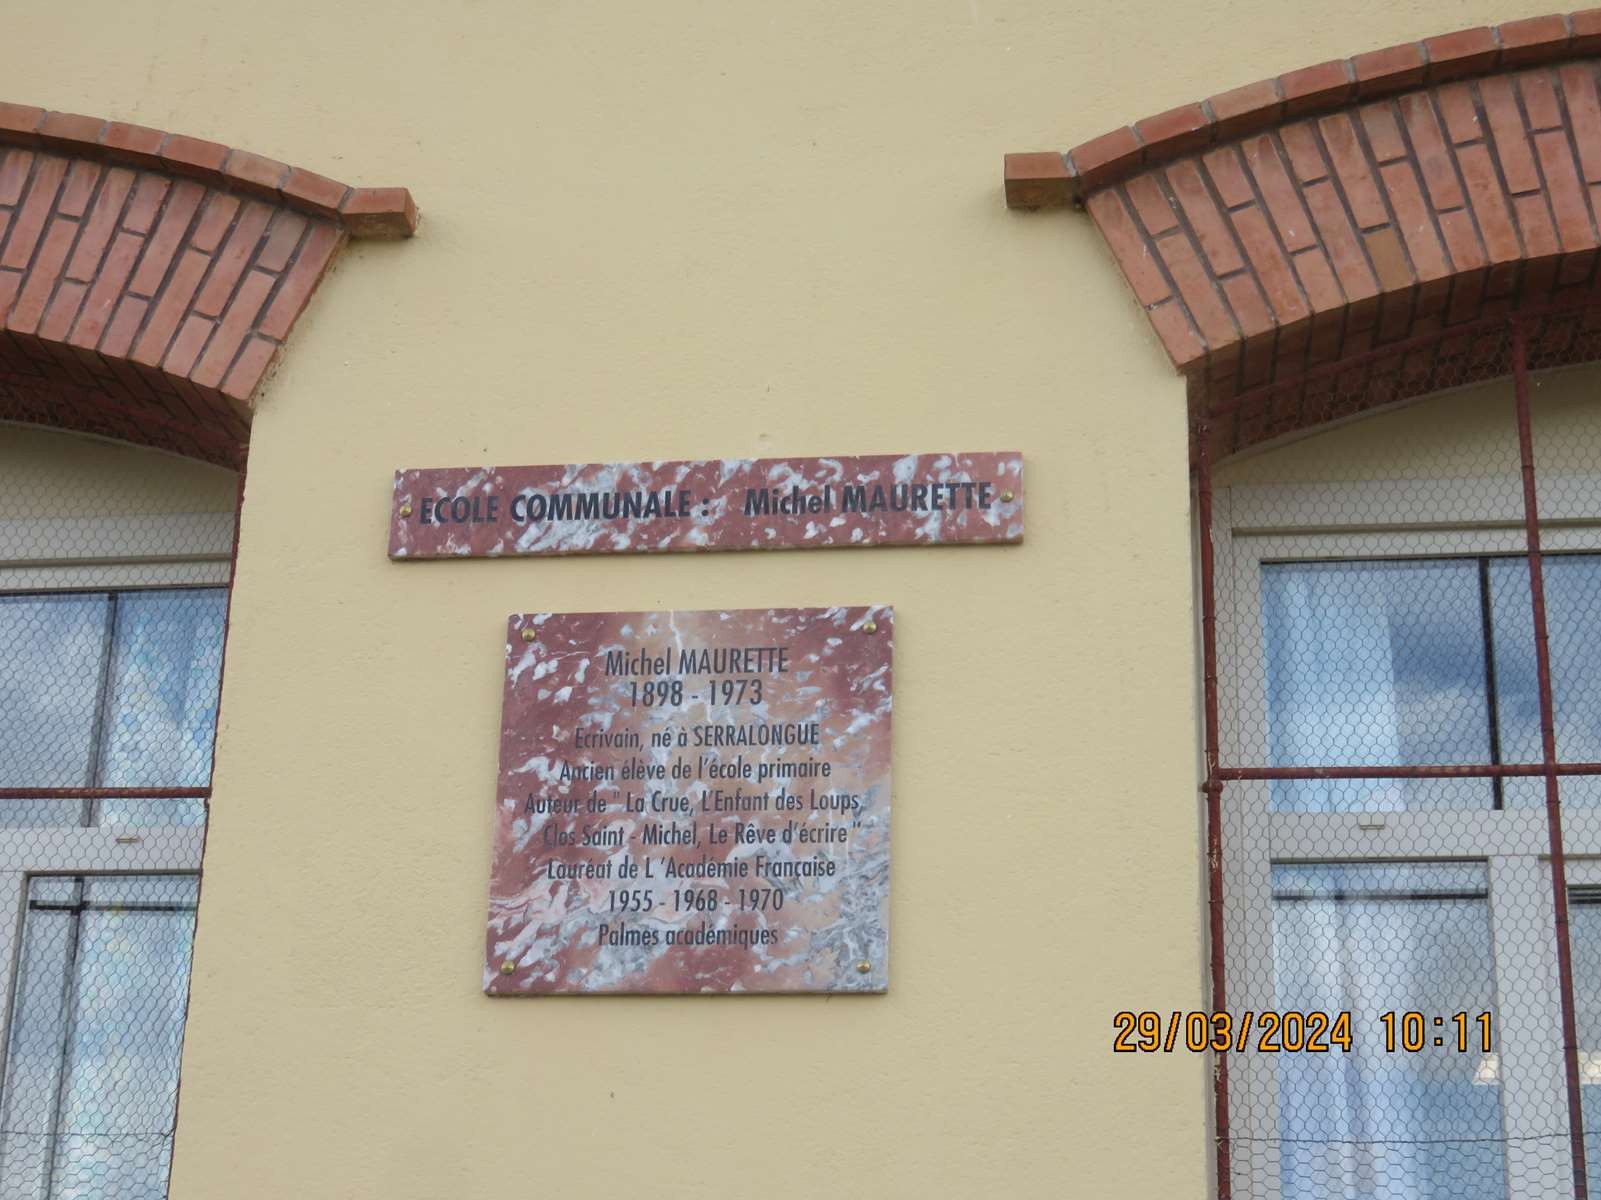 ECOLE COMMUNALE : Michel MAURETTE
Michel MAURETTE
1898 - 1973
Ecrivain, né à SERRALONGUE
Ancien élève de l'école primaire
Auteur de " La Crue, L'Enfant des Loups,
Clos Saint - Michel, Le Rêve d'écrire "
Lauréat de L 'Académie Française
1955 - 1968 - 1970
Palmes académiques
29/03/2024 10:11